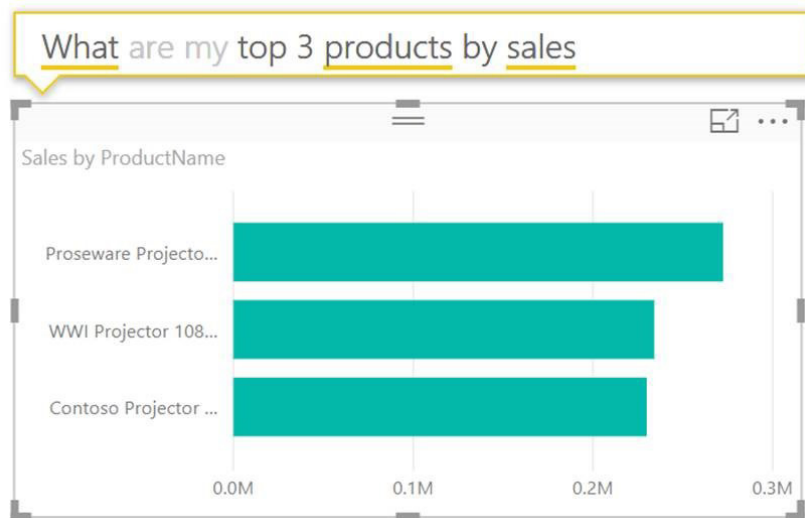 What are my top 3 products by sales
Sales by ProductName
Proseware Projecto...
WWI Projector 108...
Contoso Projector ...
0.0M 0.1M 0.2M 0.3M